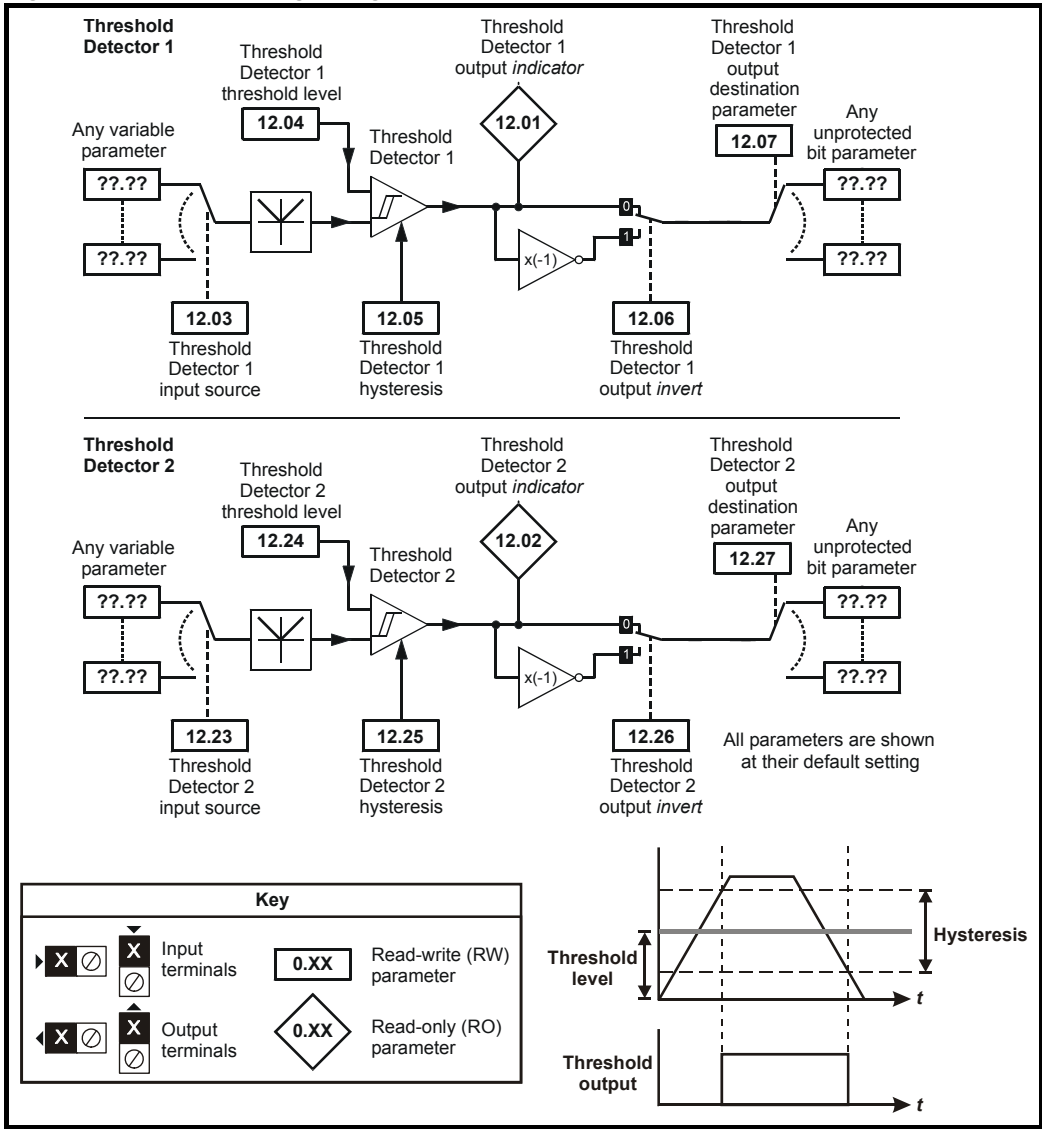 Threshold
Detector 1
Threshold
Detector 1
threshold level
12.04
Any variable
parameter
??.??
??.??
12.03
Threshold
Detector 1
input source
Threshold
Detector 1
12.05
Threshold
Detector 1
hysteresis
Threshold
Detector 1
output indicator
12.01
x(-1)
0
1
12.06
Threshold
Detector 1
output invert
Threshold
Detector 1
output
destination
parameter
12.07
Any
unprotected
bit parameter
??.??
??.??
Threshold
Detector 2
Threshold
Detector 2
threshold level
12.24
Any variable
parameter
??.??
??.??
12.23
Threshold
Detector 2
input source
Threshold
Detector 2
12.25
Threshold
Detector 2
hysteresis
Threshold
Detector 2
output indicator
12.02
x(-1)
0
1
12.26
Threshold
Detector 2
output invert
Threshold
Detector 2
output
destination
parameter
12.27
Any
unprotected
bit parameter
??.??
??.??
All parameters are shown
at their default setting
Key
X
X
Input
terminals
0.XX
Read-write (RW)
parameter
X
X
Output
terminals
0.XX
Read-only (RO)
parameter
Threshold
level
Hysteresis
t
Threshold
output
t